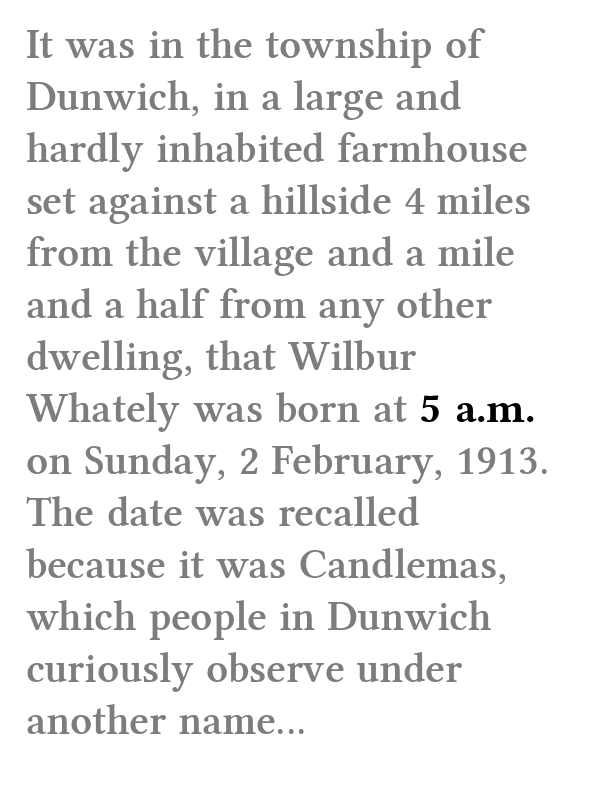 It was in the township of
Dunwich, in a large and
hardly inhabited farmhouse
set against a hillside 4 miles
from the village and a mile
and a half from any other
dwelling, that Wilbur
Whately was born at 5 a.m.
on Sunday, 2 February, 1913.
The date was recalled
because it was Candlemas,
which people in Dunwich
curiously observe under
another name...